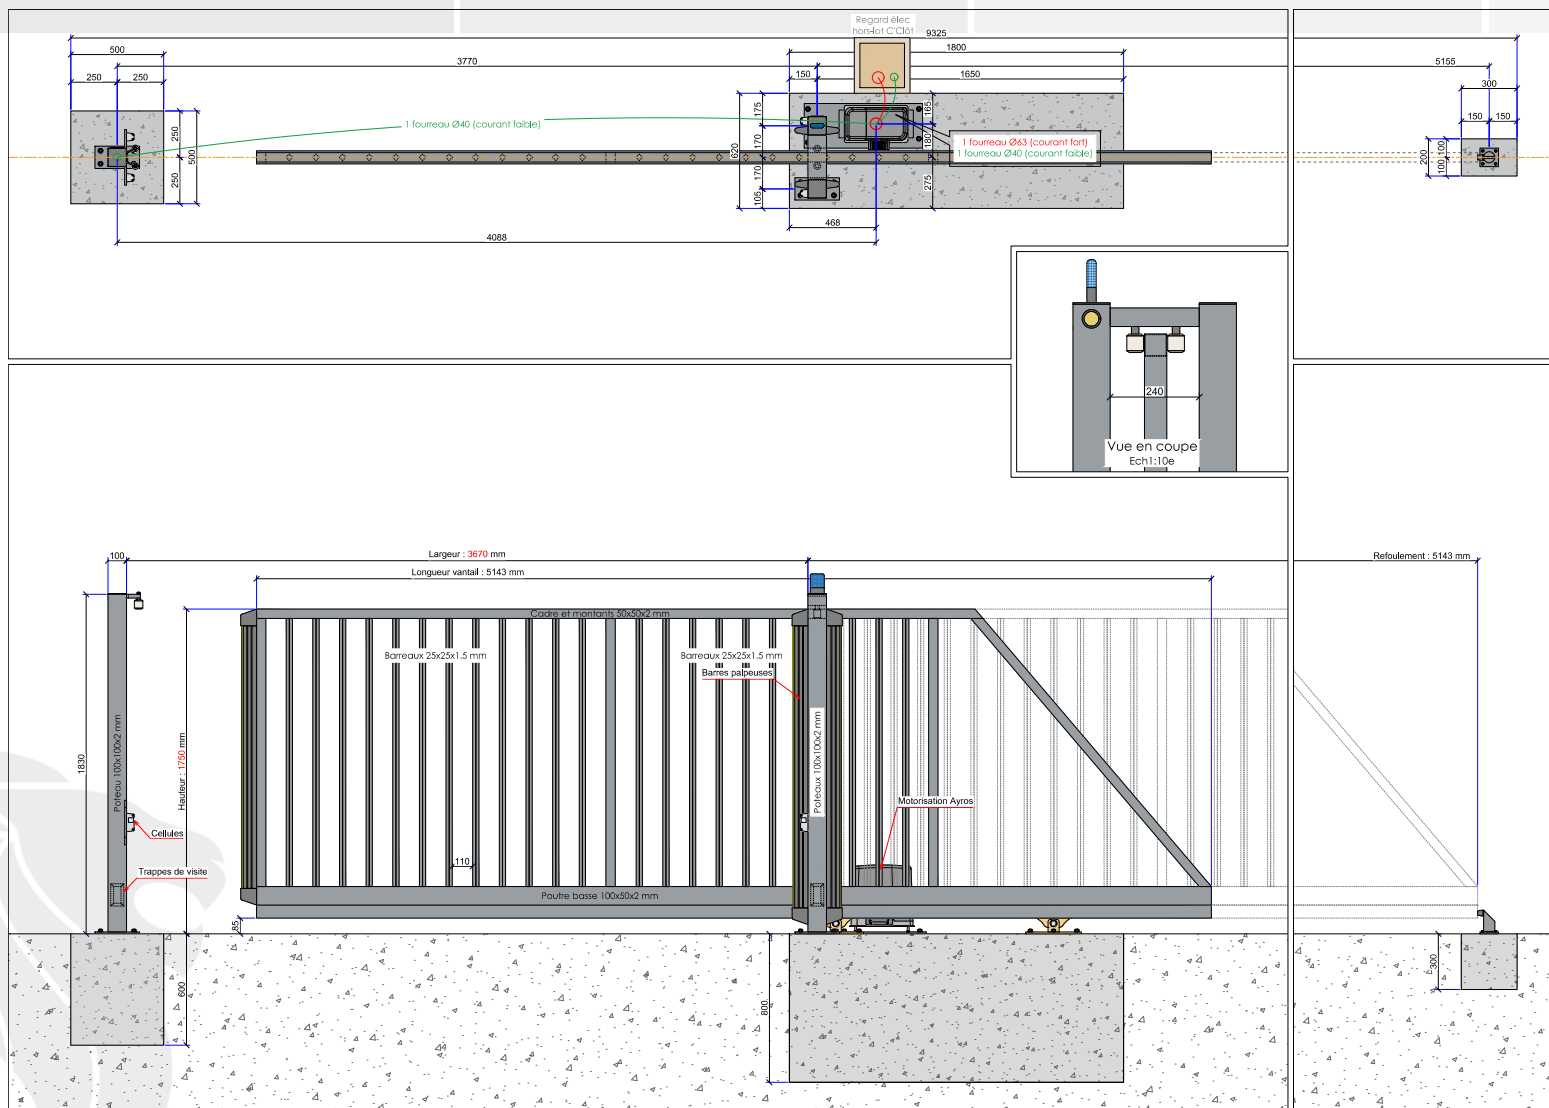 Regard élec
hors-lot C'Clôt
9325
500
1800
3770
5155
250
250
150
1650
300
150
150
175
165
1 fourreau Ø40 (courant faible)
250
500
250
170
620
180
1 fourreau Ø63 (courant fort)
1 fourreau Ø40 (courant faible)
200
100
100
170
275
105
468
4088
240
Vue en coupe
Ech1:10e
100
Largeur : 3670 mm
Refoulement : 5143 mm
Longueur vantail : 5143 mm
Cadre et montants 50x50x2 mm
Barreaux 25x25x1.5 mm
Barreaux 25x25x1.5 mm
Barres palpeuses
1830
Poteau 100x100x2 mm
Hauteur : 1750 mm
Poteaux 100x100x2 mm
Motorisation Ayros
Cellules
110
Trappes de visite
Poutre basse 100x50x2 mm
85
600
800
300